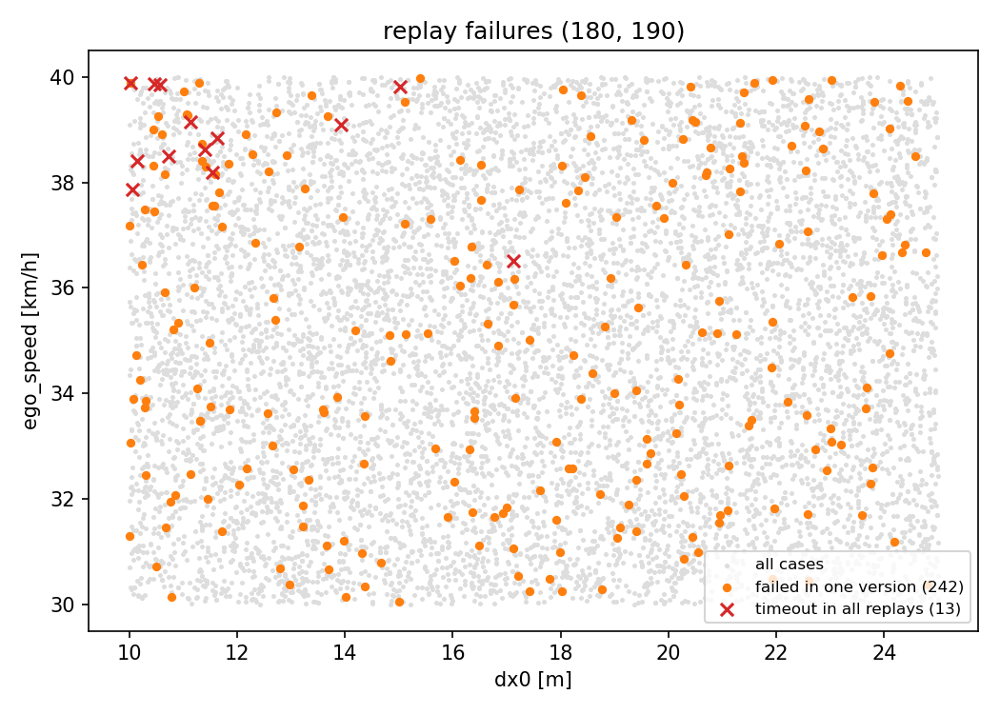 replay failures (180, 190)
ego_speed [km/h]
40
38
36
34
32
30
all cases
failed in one version (242)
timeout in all replays (13)
10
12
14
16
18
20
22
24
dx0 [m]